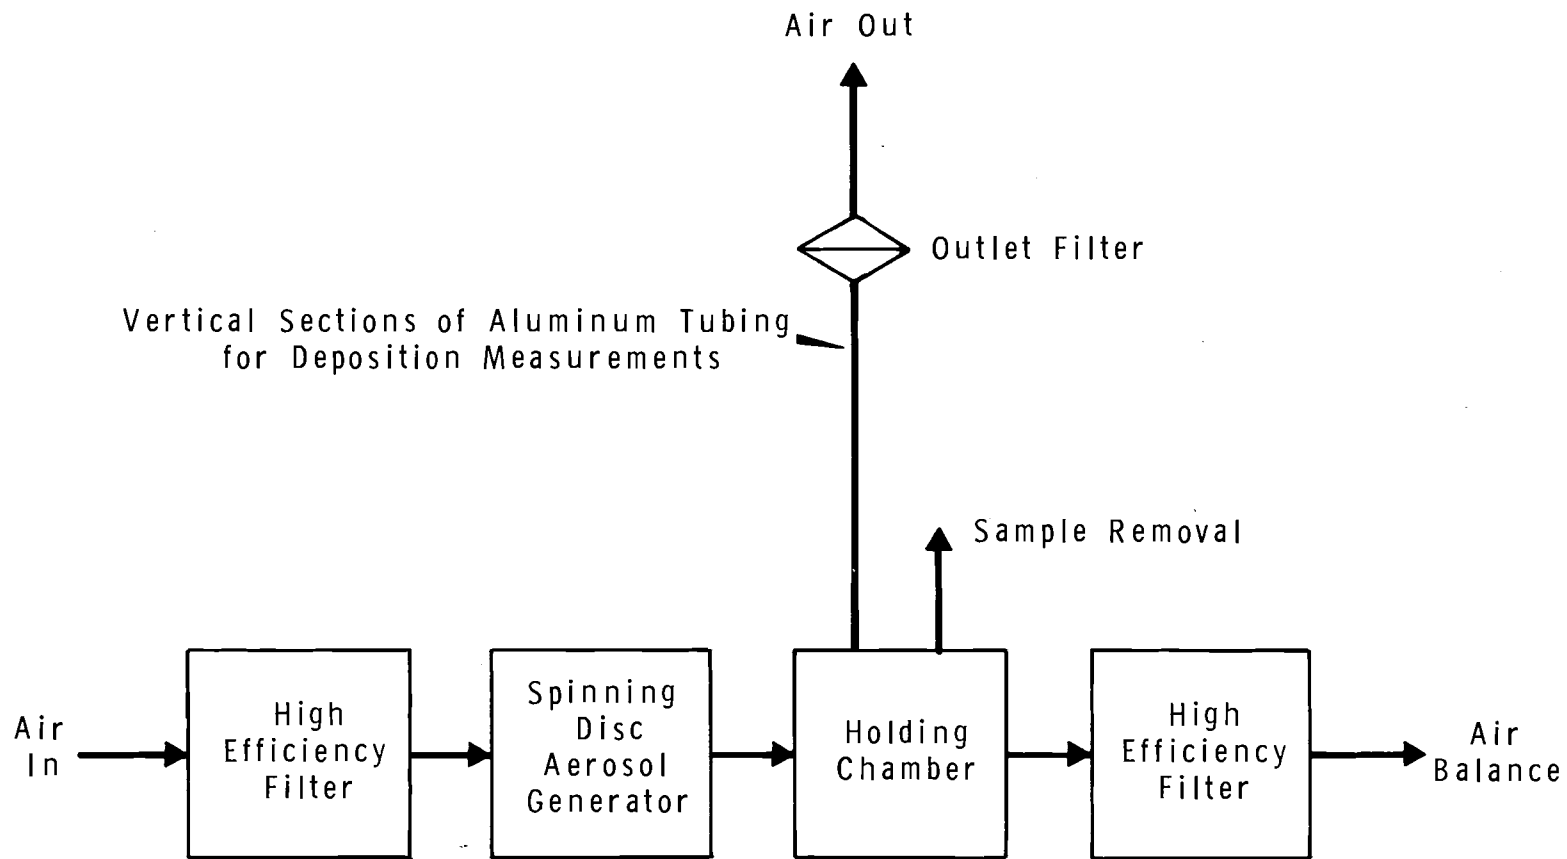 Air Out
Outlet Filter
Vertical Sections of Aluminum Tubing
for Deposition Measurements
Sample Removal
Air
In
High
Efficiency
Filter
Spinning
Disc
Aerosol
Generator
Holding
Chamber
High
Efficiency
Filter
Air
Balance